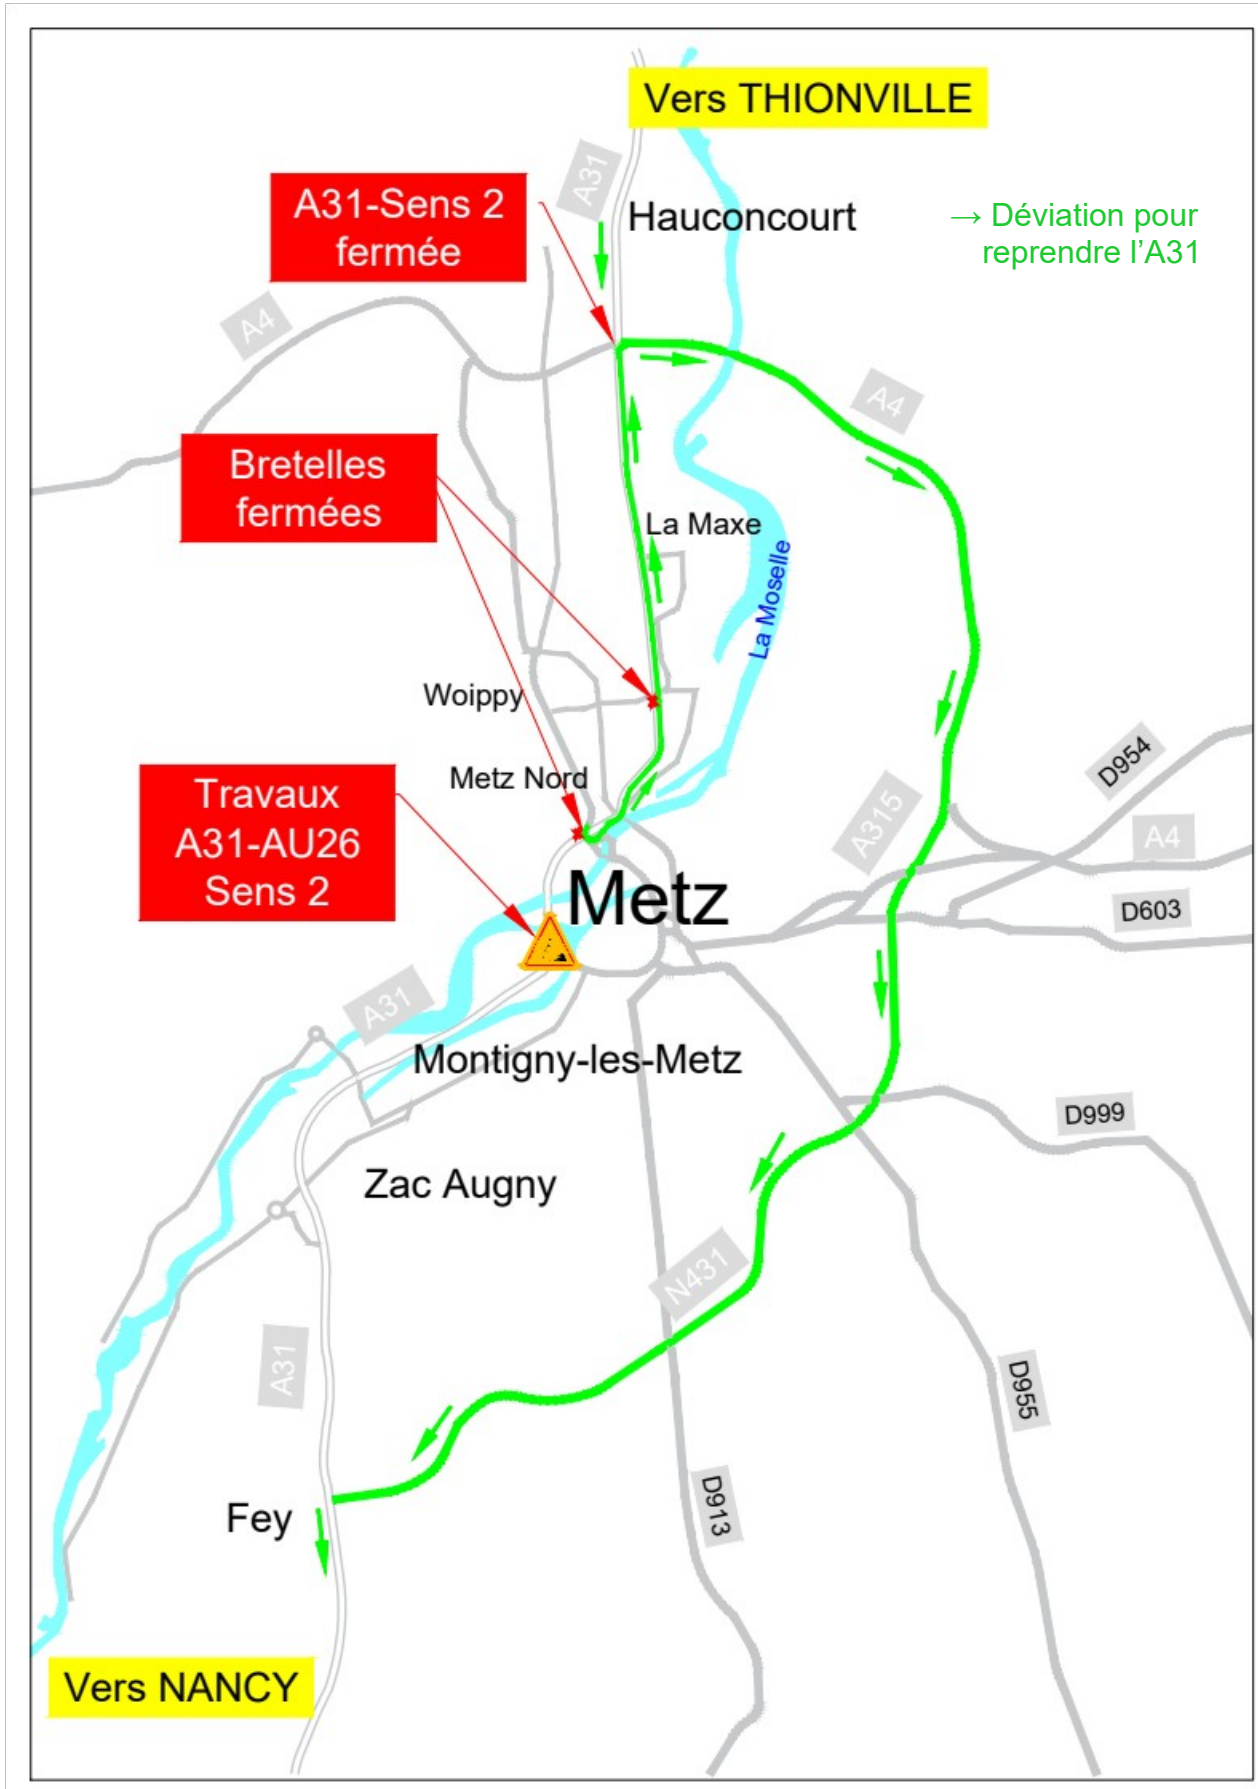 Vers THIONVILLE
A31
A31-Sens 2
fermée
Hauconcourt
→ Déviation pour
reprendre l'A31
A4
A4
Bretelles
fermées
La Maxe
La Moselle
Woippy
Metz Nord
D954
Travaux
A31-AU26
Sens 2
A315
A4
Metz
D603
A31
Montigny-les-Metz
D999
Zac Augny
N431
A31
D955
D913
Fey
Vers NANCY